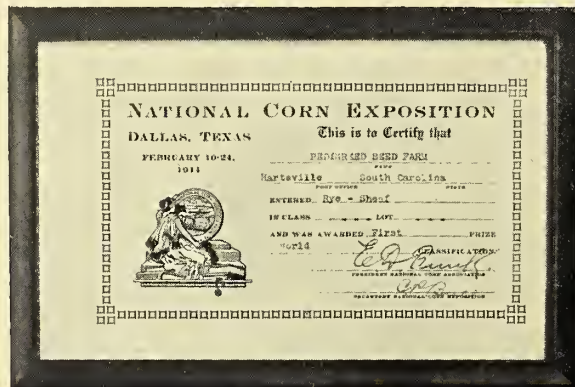 NATIONAL CORN EXPOSITION
DALLAS, TEXAS
FEBRUARY 10-24,
1914
This is to Certify that
PEDIGREED SEED FARM
NAME
Hartsville South Carolina
POST OFFICE STATE
ENTERED Rye - Sheaf
IN CLASS LOT
AND WAS AWARDED First PRIZE
World CLASSIFICATION
PRESIDENT NATIONAL CORN ASSOCIATION
SECRETARY NATIONAL CORN EXPOSITION